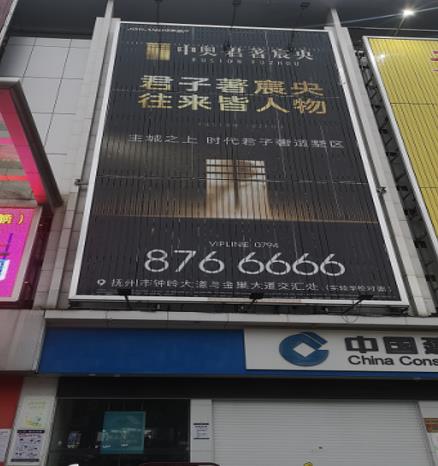 中奥君著宸央
FUSION FUZHOU
君子著宸央
往来皆人物
主城之上 时代君子奢道墅区
VIPLINE 0794
876 6666
抚州市钟岭大道与金巢大道交汇处
中国建
China Cons